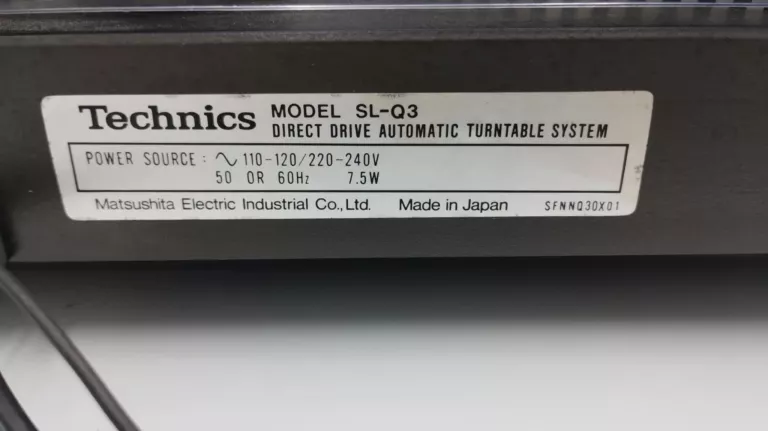 Technics MODEL SL-Q3
DIRECT DRIVE AUTOMATIC TURNTABLE SYSTEM
POWER SOURCE : ∿ 110-120/220-240V
50 OR 60Hz 7.5W
Matsushita Electric Industrial Co., Ltd. Made in Japan SFNNQ30X01